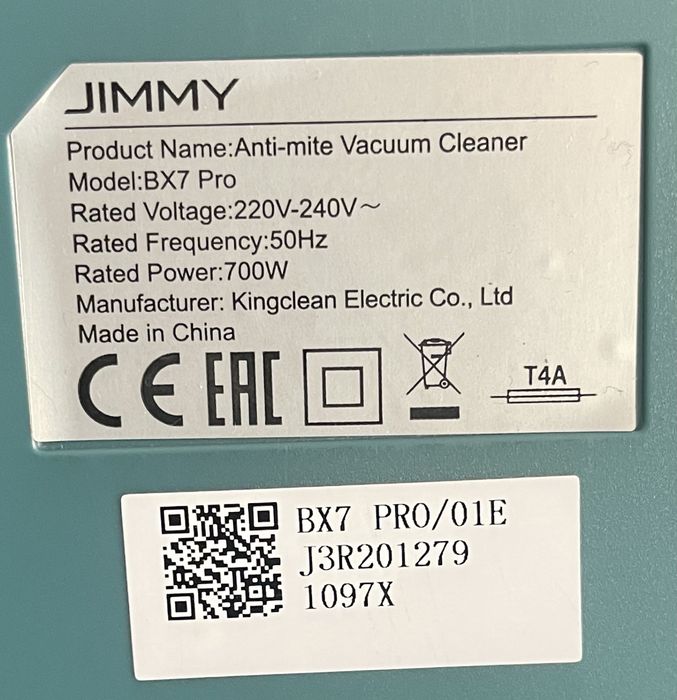 JIMMY
Product Name:Anti-mite Vacuum Cleaner
Model:BX7 Pro
Rated Voltage:220V-240V~
Rated Frequency:50Hz
Rated Power:700W
Manufacturer: Kingclean Electric Co., Ltd
Made in China
CE EAC T4A
BX7 PRO/01E
J3R201279
1097X